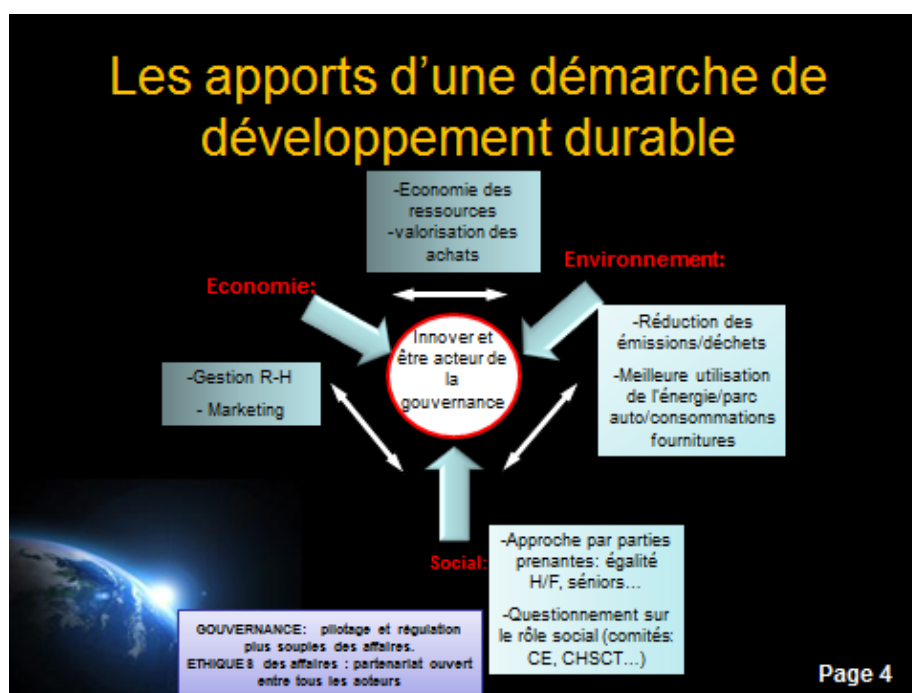 Les apports d'une démarche de
développement durable
-Economie des
ressources
-valorisation des
achats
Environnement:
Economie:
Innover et
être acteur de
la
gouvernance
-Réduction des
émissions/déchets
-Meilleure utilisation
de l'énergie/parc
auto/consommations
fournitures
-Gestion R-H
- Marketing
Social:
-Approche par parties
prenantes: égalité
H/F, séniors...
-Questionnement sur
le rôle social (comités:
CE, CHSCT...)
GOUVERNANCE: pilotage et régulation
plus souples des affaires.
ETHIQUES des affaires : partenariat ouvert
entre tous les acteurs
Page 4